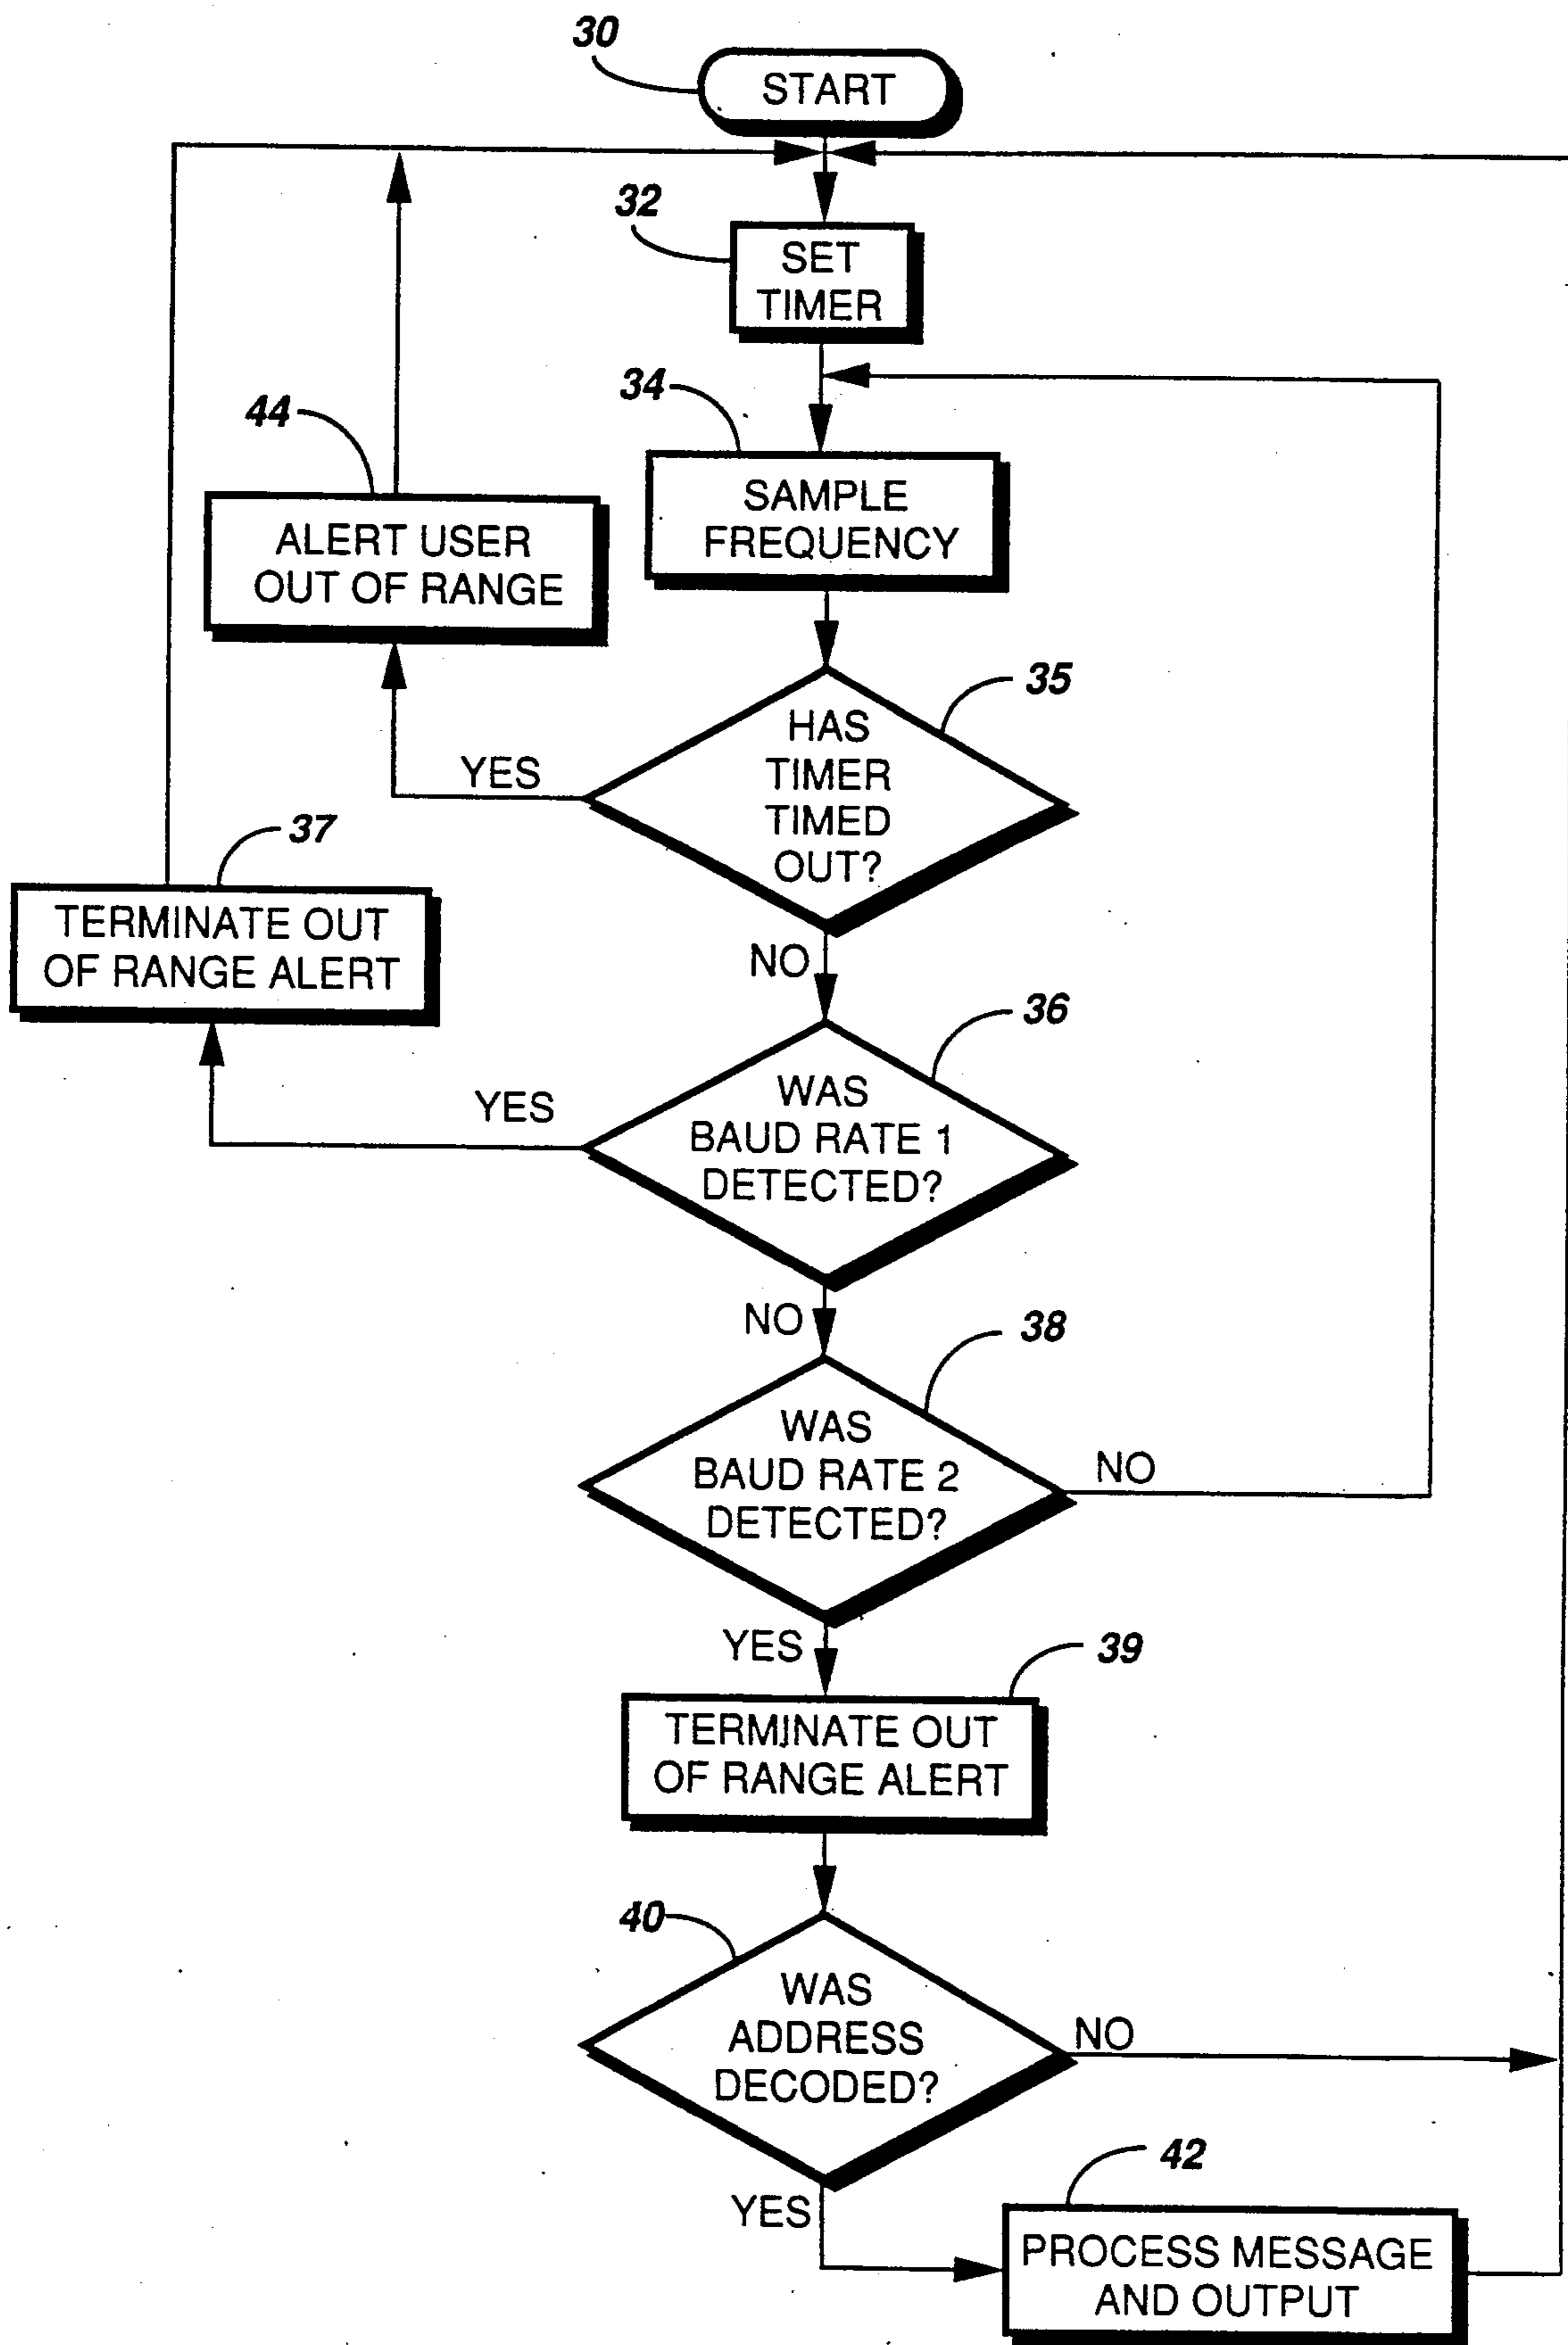 30
START
32
SET
TIMER
34
SAMPLE
FREQUENCY
44
ALERT USER
OUT OF RANGE
35
HAS
TIMER
TIMED
OUT?
YES
NO
37
TERMINATE OUT
OF RANGE ALERT
36
WAS
BAUD RATE 1
DETECTED?
YES
NO
38
WAS
BAUD RATE 2
DETECTED?
NO
YES
39
TERMINATE OUT
OF RANGE ALERT
40
WAS
ADDRESS
DECODED?
NO
YES
42
PROCESS MESSAGE
AND OUTPUT